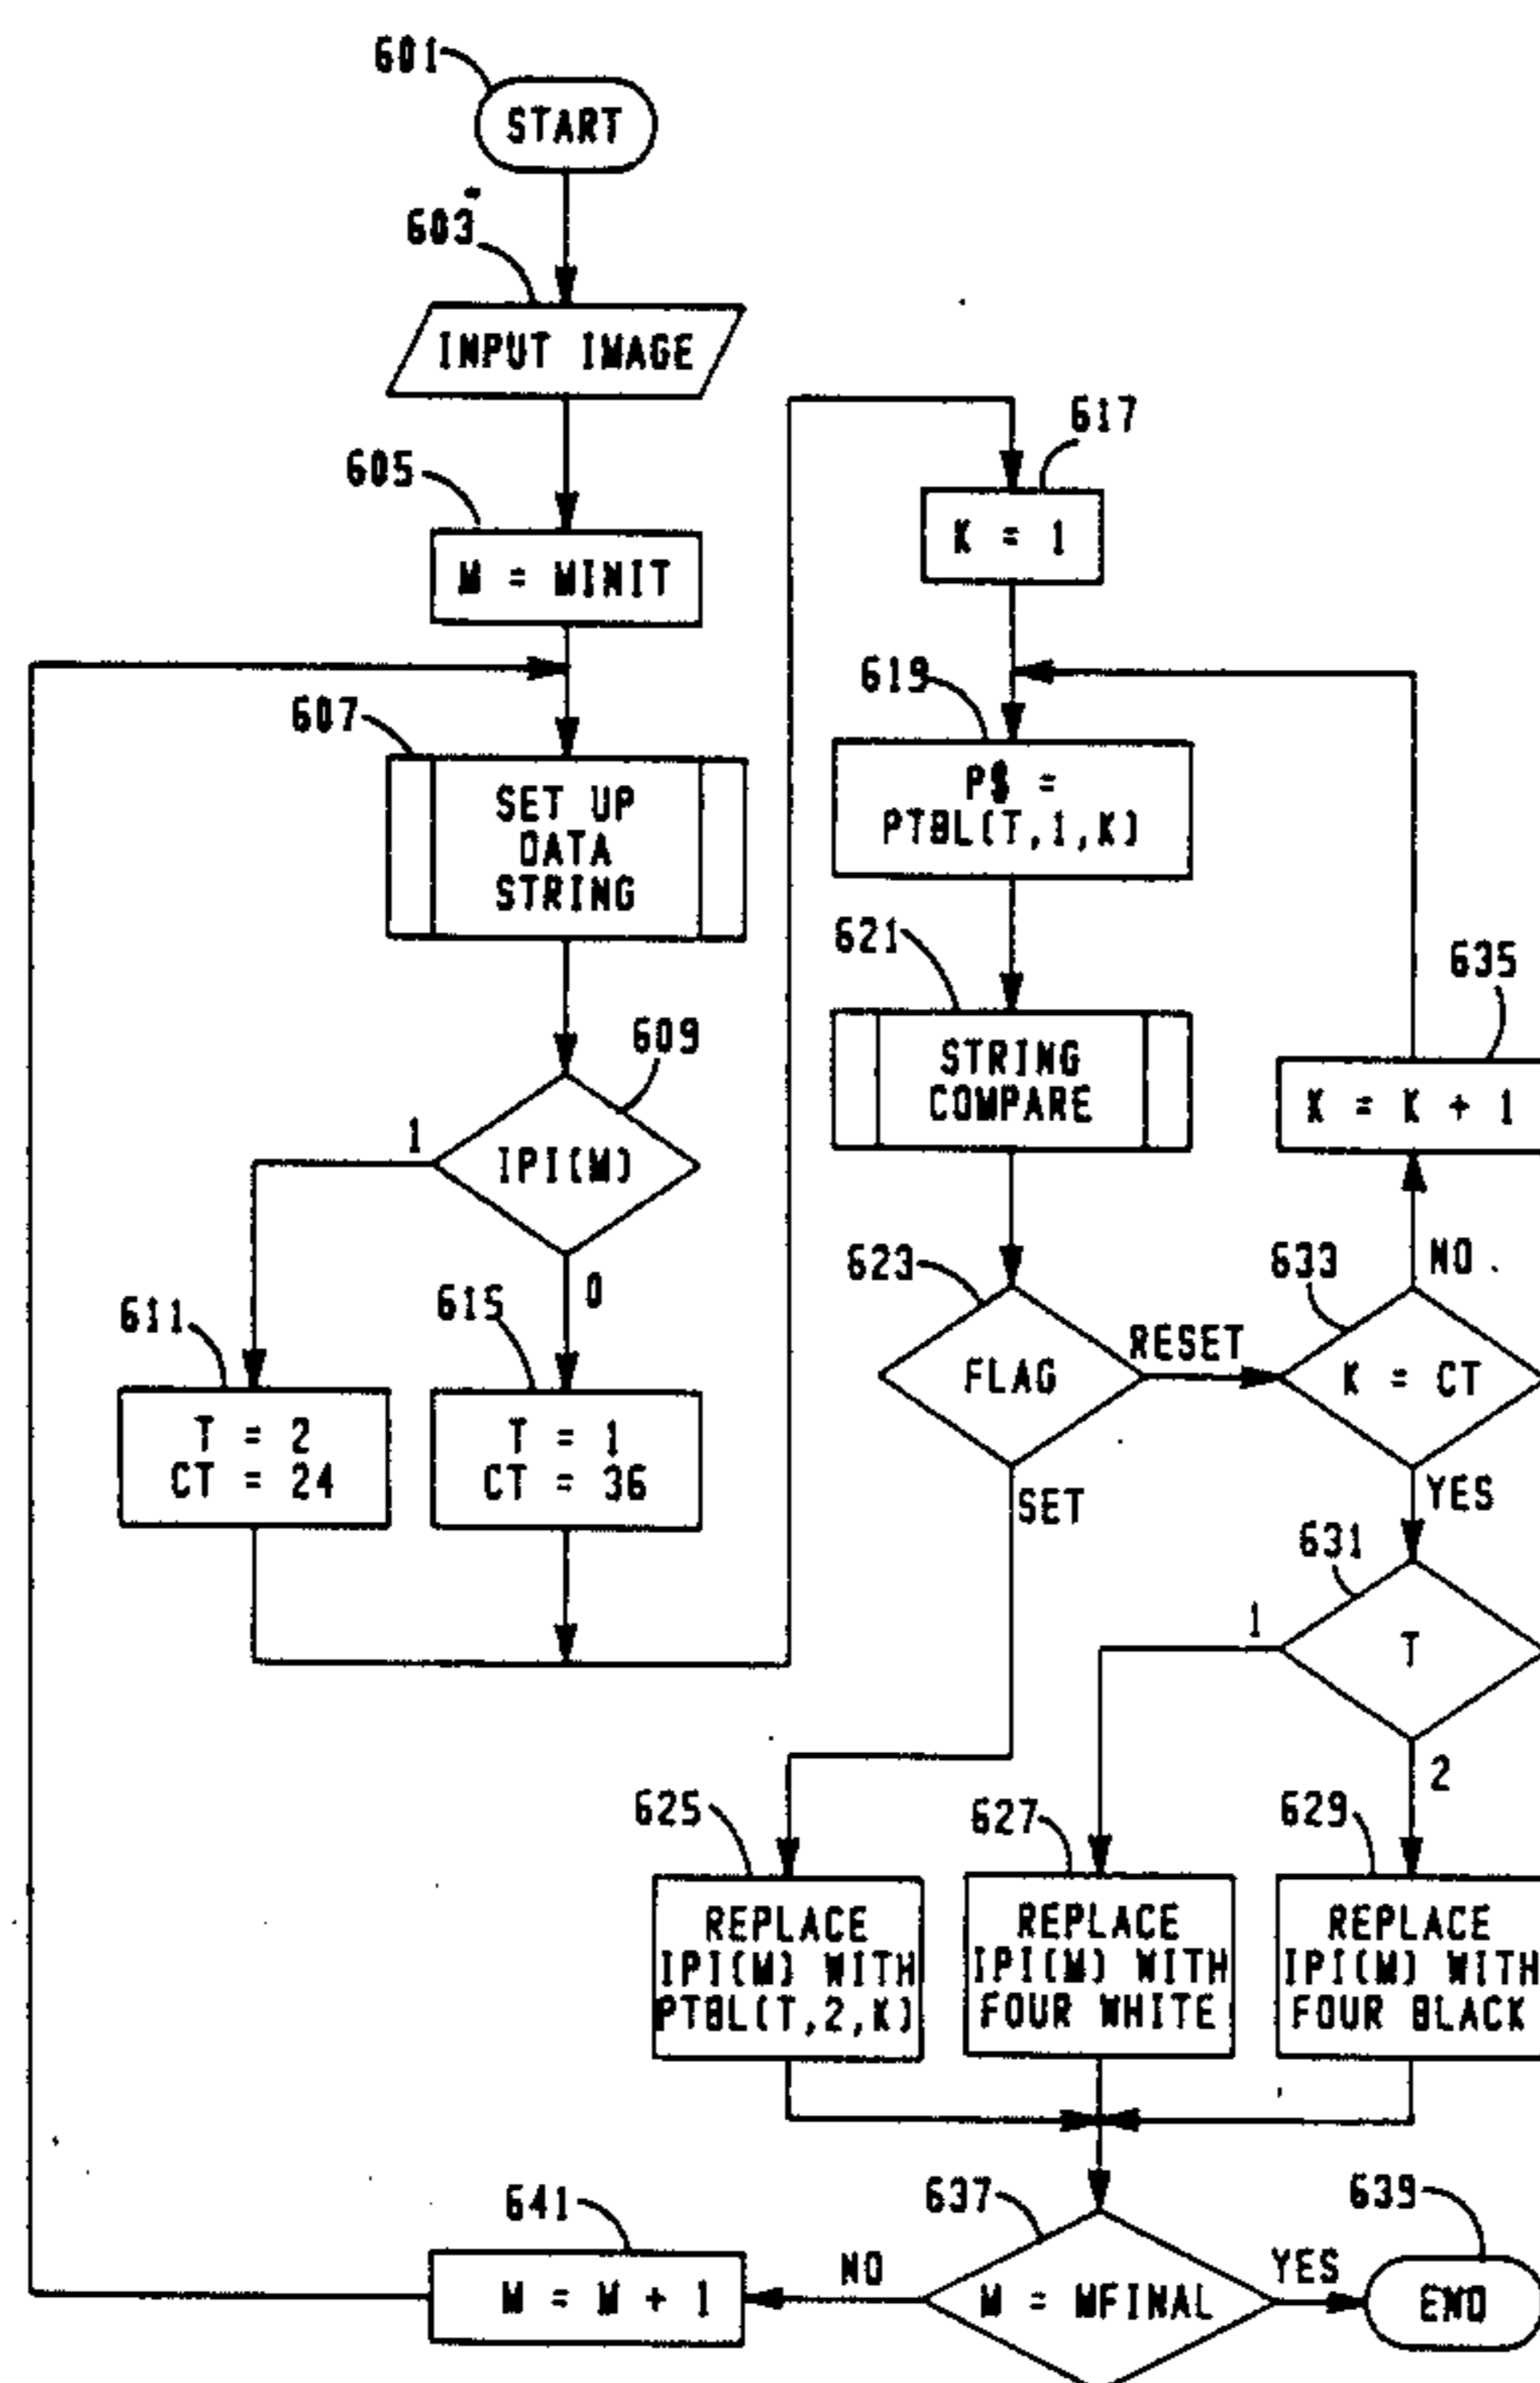 601
START
603
INPUT IMAGE
605
M = MINIT
607
SET UP
DATA
STRING
609
IPI(M)
1
0
611
T = 2
CT = 24
615
T = 1
CT = 36
617
K = 1
619
P$ =
PTBL(T,1,K)
621
STRING
COMPARE
623
FLAG
RESET
SET
633
K = CT
NO
YES
635
K = K + 1
631
T
1
2
625
REPLACE
IPI(M) WITH
PTBL(T,2,K)
627
REPLACE
IPI(M) WITH
FOUR WHITE
629
REPLACE
IPI(M) WITH
FOUR BLACK
637
M = MFINAL
NO
YES
639
END
641
M = M + 1